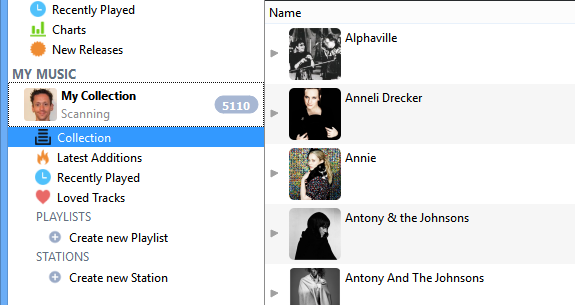 Recently Played
Charts
New Releases
MY MUSIC
My Collection
Scanning
5110
Collection
Latest Additions
Recently Played
Loved Tracks
PLAYLISTS
Create new Playlist
STATIONS
Create new Station
Name
Alphaville
Anneli Drecker
Annie
Antony & the Johnsons
Antony And The Johnsons